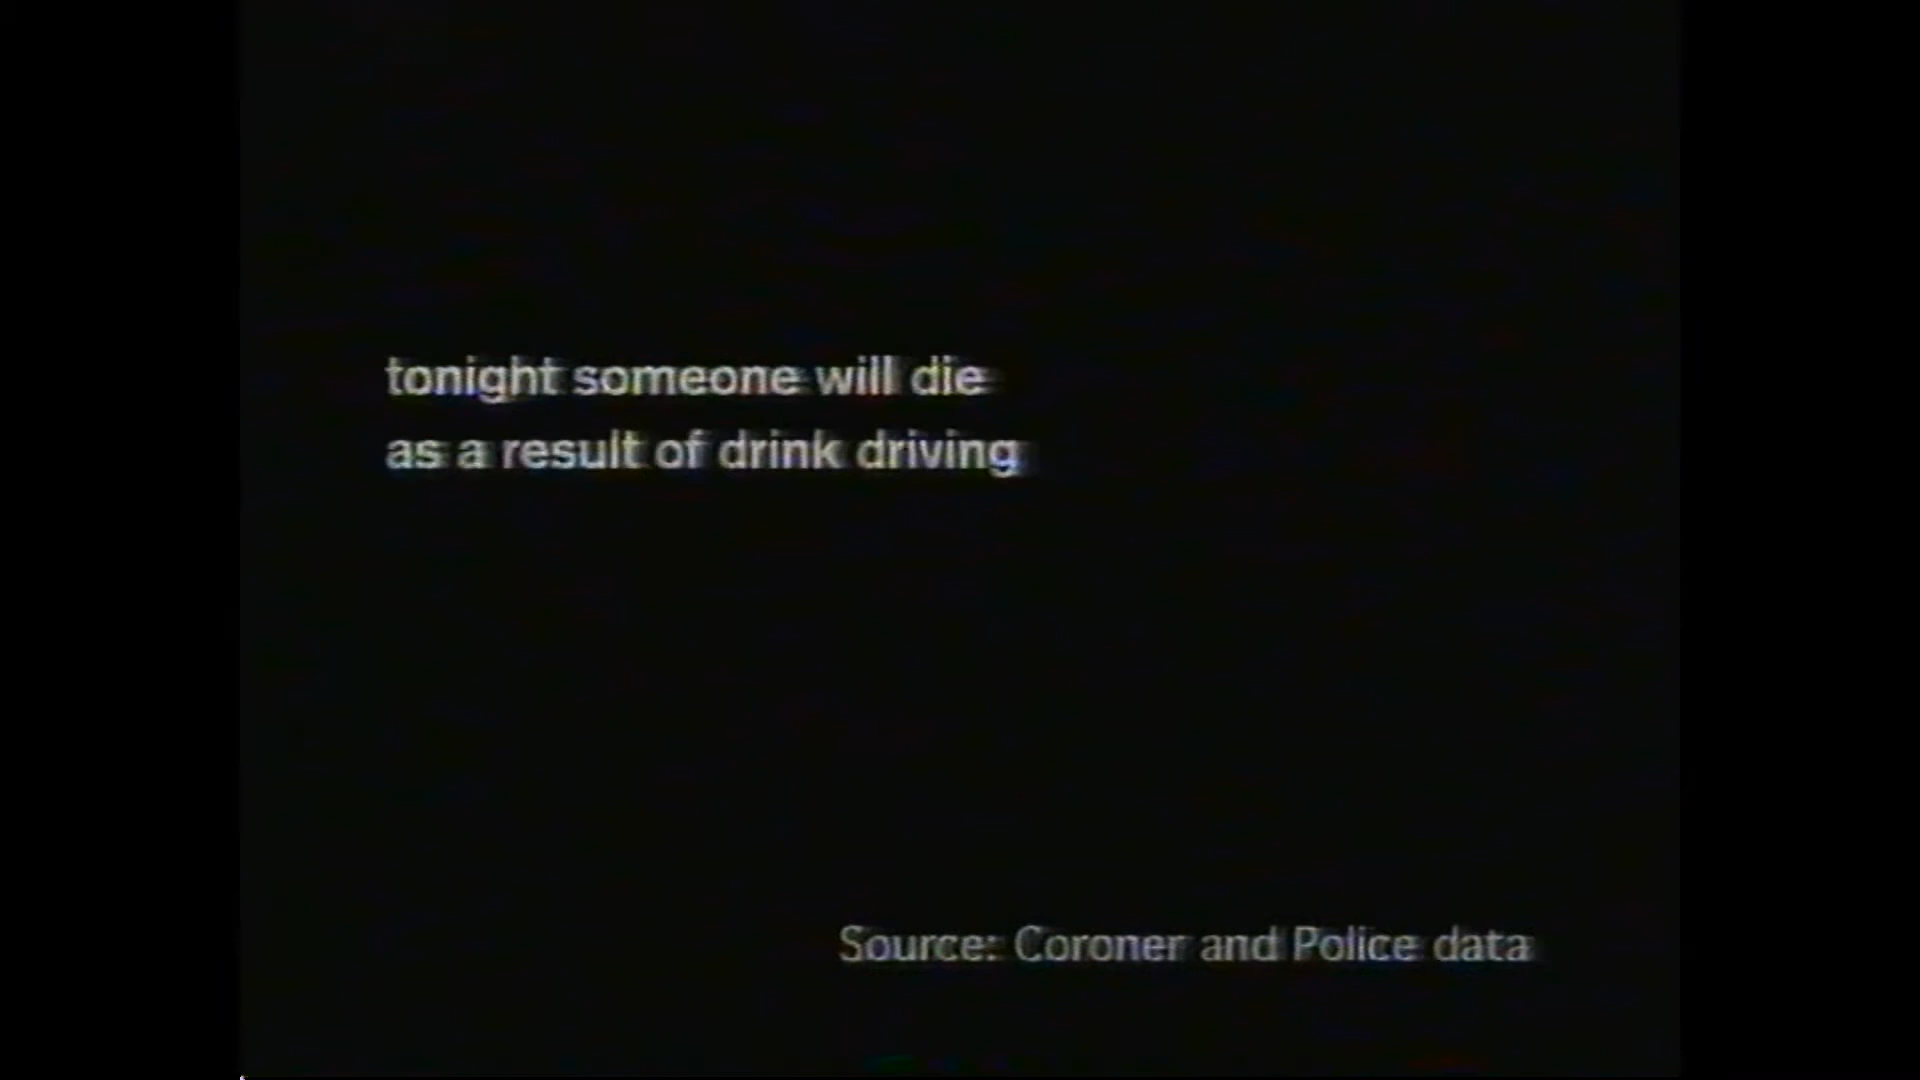 tonight someone will die
as a result of drink driving
Source: Coroner and Police data